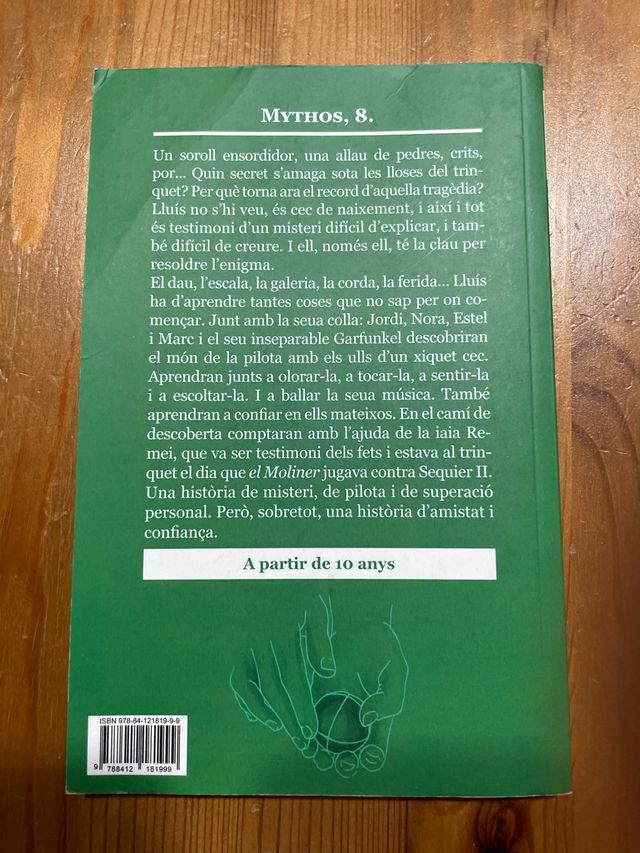 MYTHOS, 8.
Un soroll ensordidor, una allau de pedres, crits,
por... Quin secret s'amaga sota les lloses del trin-
quet? Per què torna ara el record d'aquella tragèdia?
Lluís no s'hi veu, és cec de naixement, i així i tot
és testimoni d'un misteri difícil d'explicar, i tam-
bé difícil de creure. I ell, només ell, té la clau per
resoldre l'enigma.
El dau, l'escala, la galeria, la corda, la ferida... Lluís
ha d'aprendre tantes coses que no sap per on co-
mençar. Junt amb la seua colla: Jordi, Nora, Estel
i Marc i el seu inseparable Garfunkel descobriran
el món de la pilota amb els ulls d'un xiquet cec.
Aprendran junts a olorar-la, a tocar-la, a sentir-la
i a escoltar-la. I a ballar la seua música. També
aprendran a confiar en ells mateixos. En el camí de
descoberta comptaran amb l'ajuda de la iaia Re-
mei, que va ser testimoni dels fets i estava al trin-
quet el dia que el Moliner jugava contra Sequier II.
Una història de misteri, de pilota i de superació
personal. Però, sobretot, una història d'amistat i
confiança.
A partir de 10 anys
ISBN 978-84-121819-9-9
9 788412 181999